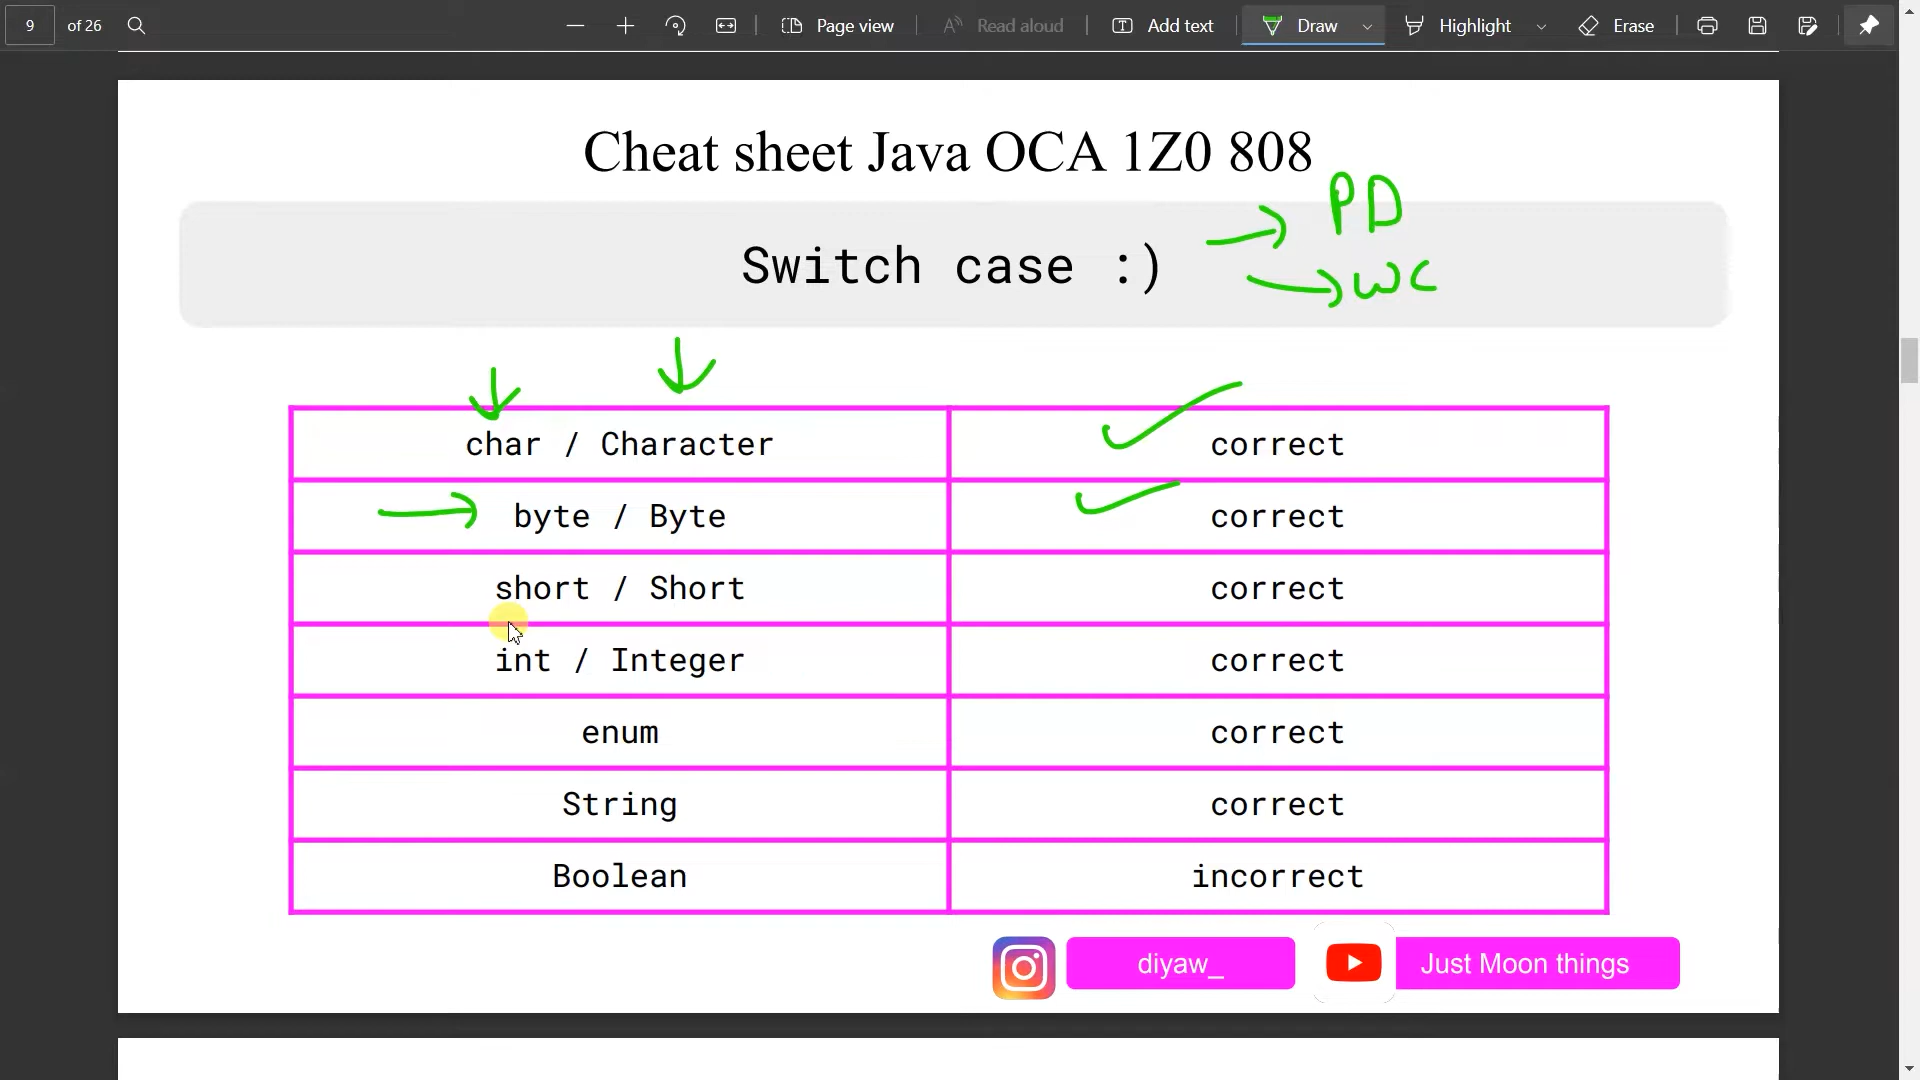 9 of 26 Page view Read aloud Add text Draw Highlight Erase
Cheat sheet Java OCA 1Z0 808
PD
Switch case :)
WC
char / Character correct
byte / Byte correct
short / Short correct
int / Integer correct
enum correct
String correct
Boolean incorrect
diyaw_ Just Moon things